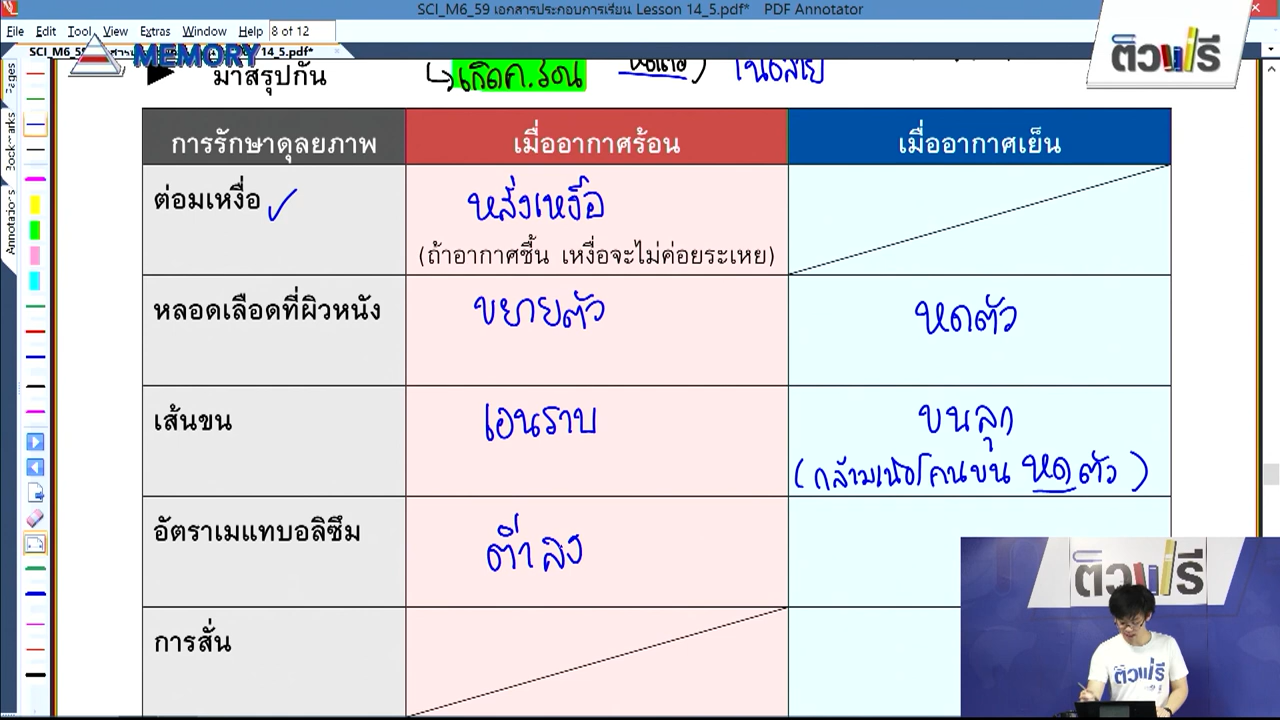 SCI_M6_59 เอกสารประกอบการเรียน Lesson 14_5.pdf* PDF Annotator
File Edit Tool View Extras Window Help 8 of 12
14_5.pdf*
MEMORY
ติวฟรี
Pages
Bookmarks
Annotations
มาสรุปกัน
เกิดค.ร้อน
การรักษาดุลยภาพ เมื่ออากาศร้อน เมื่ออากาศเย็น
ต่อมเหงื่อ ✓ หลั่งเหงื่อ
(ถ้าอากาศชื้น เหงื่อจะไม่ค่อยระเหย)
หลอดเลือดที่ผิวหนัง ขยายตัว หดตัว
เส้นขน เอนราบ ขนลุก
(กล้ามเนื้อโคนขน หดตัว)
อัตราเมแทบอลิซึม ต่ำลง
การสั่น
ติวฟรี
ติวฟรี